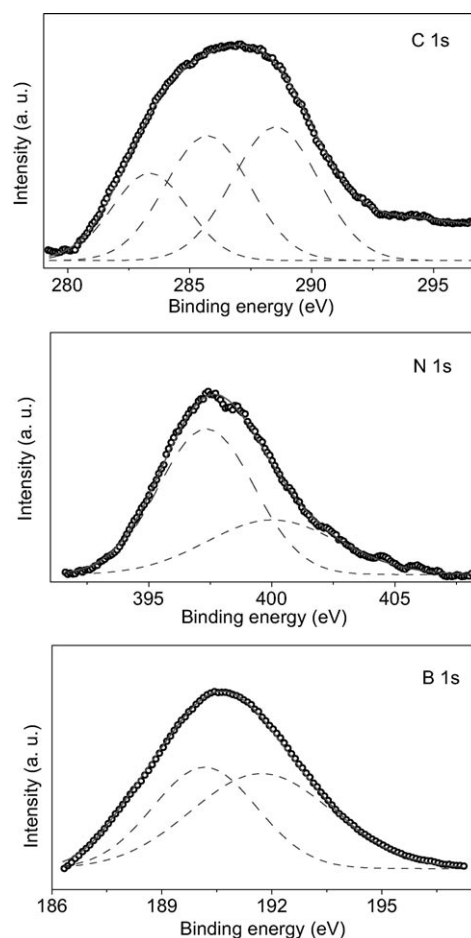 C 1s
Intensity (a. u.)
280 285 290 295
Binding energy (eV)
N 1s
Intensity (a. u.)
395 400 405
Binding energy (eV)
B 1s
Intensity (a. u.)
186 189 192 195
Binding energy (eV)